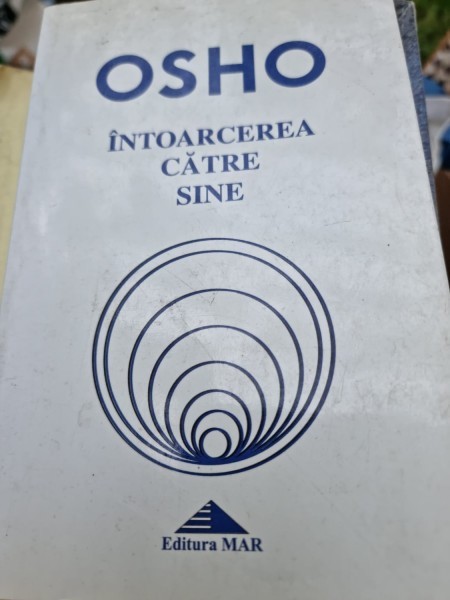 OSHO
ÎNTOARCEREA
CĂTRE
SINE
Editura MAR